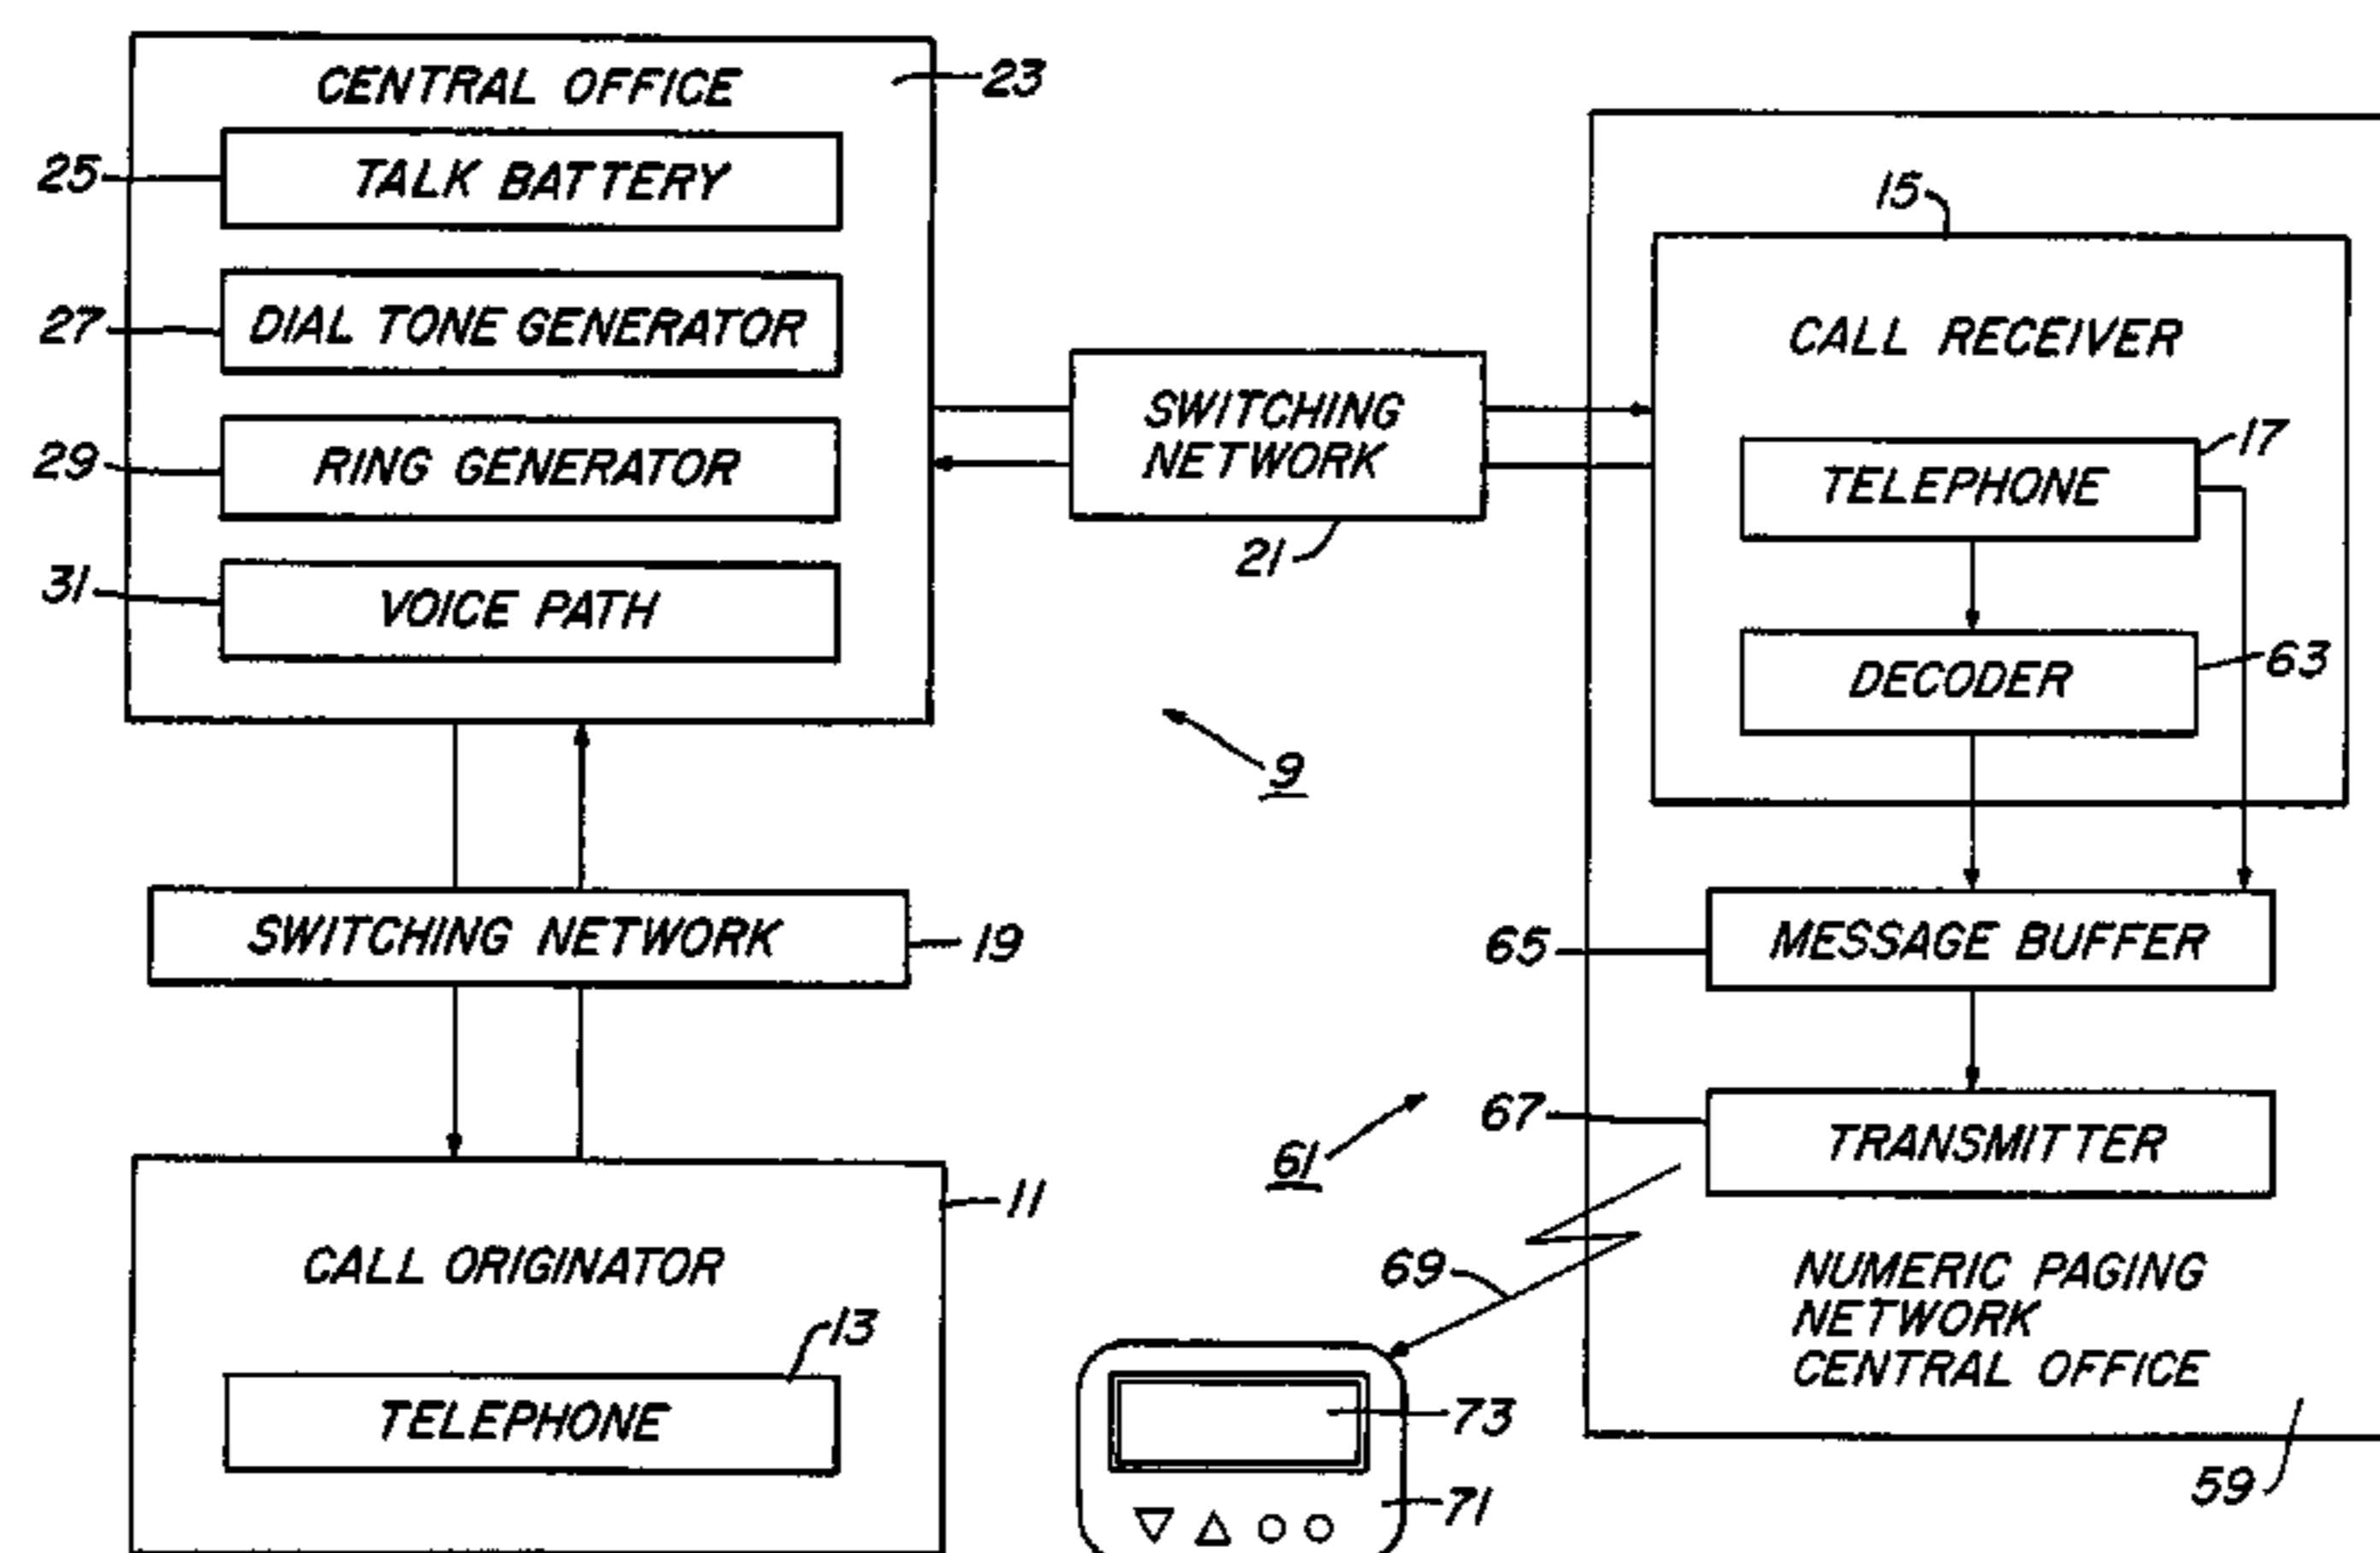 CENTRAL OFFICE
23
25
TALK BATTERY
27
DIAL TONE GENERATOR
29
RING GENERATOR
31
VOICE PATH
SWITCHING
NETWORK
21
15
CALL RECEIVER
17
TELEPHONE
DECODER
63
9
SWITCHING NETWORK
19
65
MESSAGE BUFFER
67
TRANSMITTER
61
11
CALL ORIGINATOR
13
TELEPHONE
69
73
71
NUMERIC PAGING
NETWORK
CENTRAL OFFICE
59